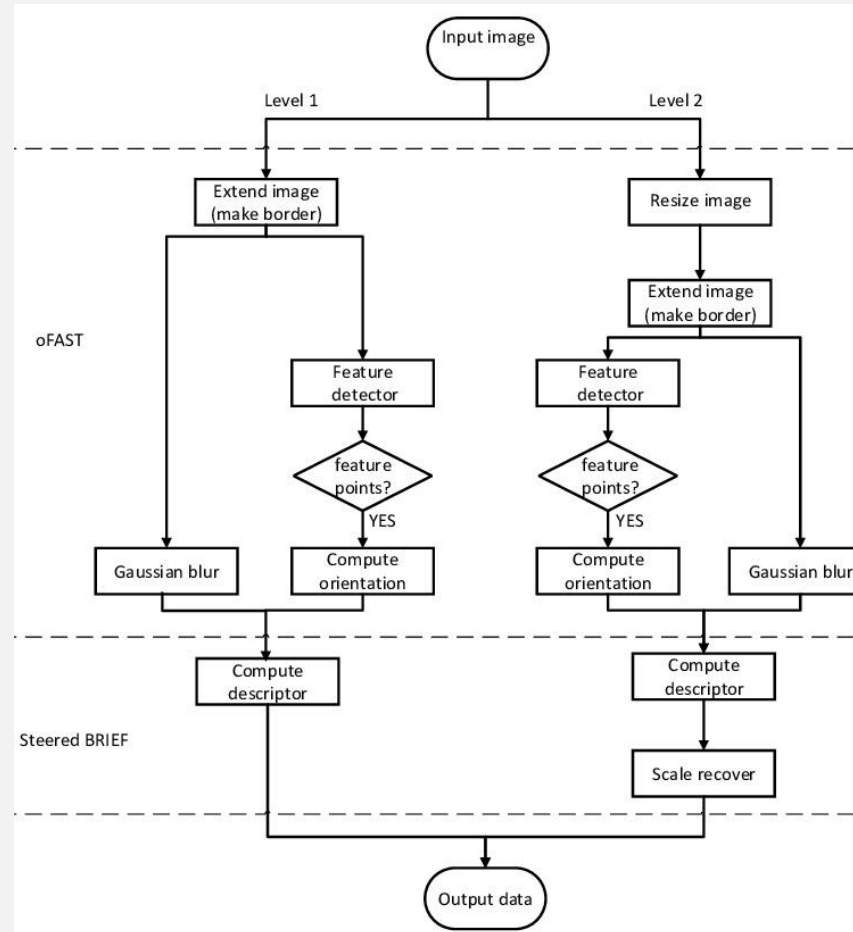 Input image
Level 1
Level 2
Extend image
(make border)
Resize image
Extend image
(make border)
oFAST
Feature
detector
Feature
detector
feature
points?
feature
points?
YES
YES
Gaussian blur
Compute
orientation
Compute
orientation
Gaussian blur
Compute
descriptor
Compute
descriptor
Steered BRIEF
Scale recover
Output data